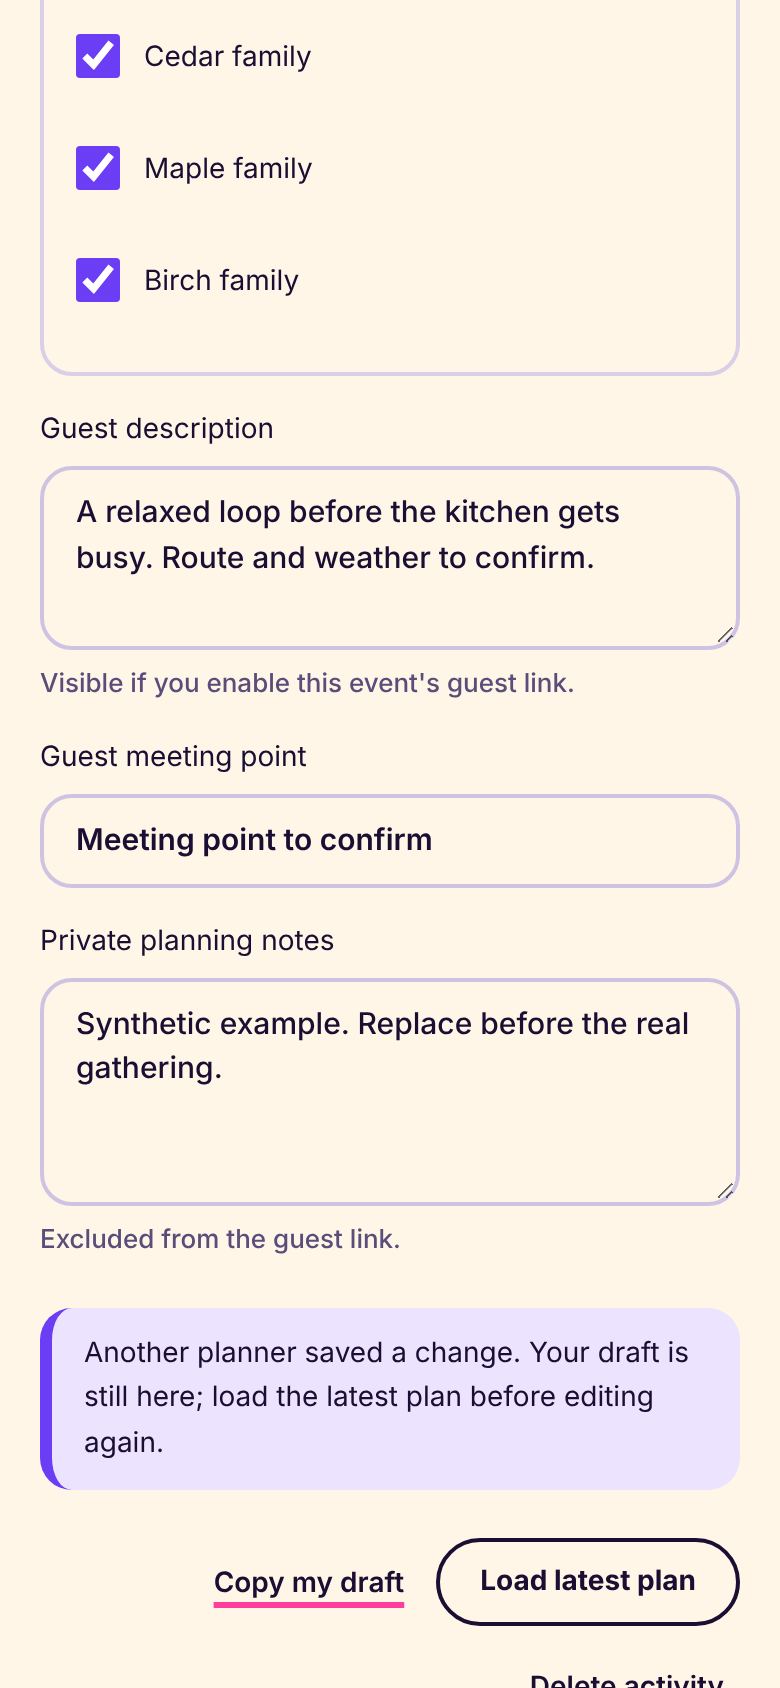 Cedar family
Maple family
Birch family
Guest description
A relaxed loop before the kitchen gets
busy. Route and weather to confirm.
Visible if you enable this event's guest link.
Guest meeting point
Meeting point to confirm
Private planning notes
Synthetic example. Replace before the real
gathering.
Excluded from the guest link.
Another planner saved a change. Your draft is
still here; load the latest plan before editing
again.
Copy my draft
Load latest plan
Delete activity